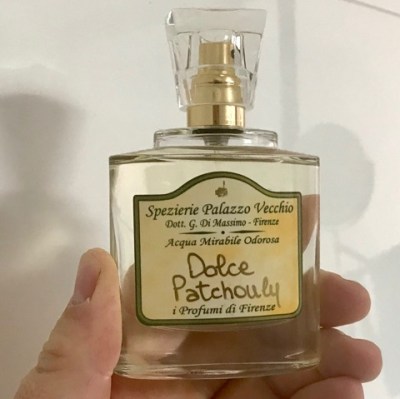 Spezierie Palazzo Vecchio
Dott. G. Di Massimo - Firenze
Acqua Mirabile Odorosa
Dolce
Patchouly
i Profumi di Firenze